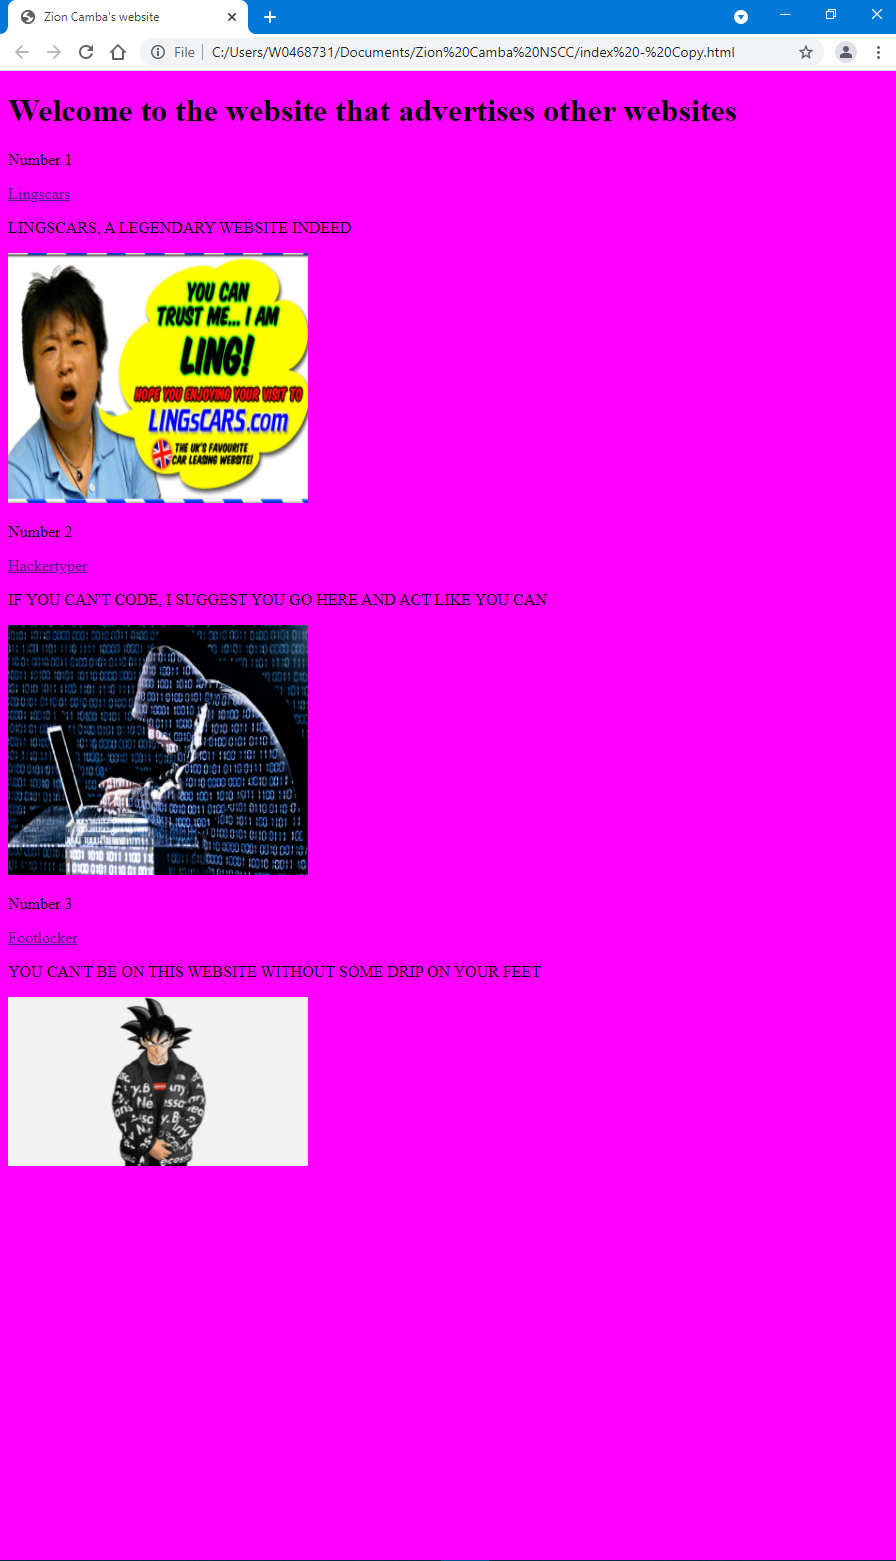 Zion Camba's website
File
C:/Users/W0468731/Documents/Zion%20Camba%20NSCC/index%20-%20Copy.html
Welcome to the website that advertises other websites
Number 1
Lingscars
LINGSCARS, A LEGENDARY WEBSITE INDEED
YOU CAN
TRUST ME... I AM
LING!
HOPE YOU ENJOYING YOUR VISIT TO
LINGsCARS.com
THE UK'S FAVOURITE
CAR LEASING WEBSITE!
Number 2
Hackertyper
IF YOU CAN'T CODE, I SUGGEST YOU GO HERE AND ACT LIKE YOU CAN
Number 3
Footlocker
YOU CAN'T BE ON THIS WEBSITE WITHOUT SOME DRIP ON YOUR FEET